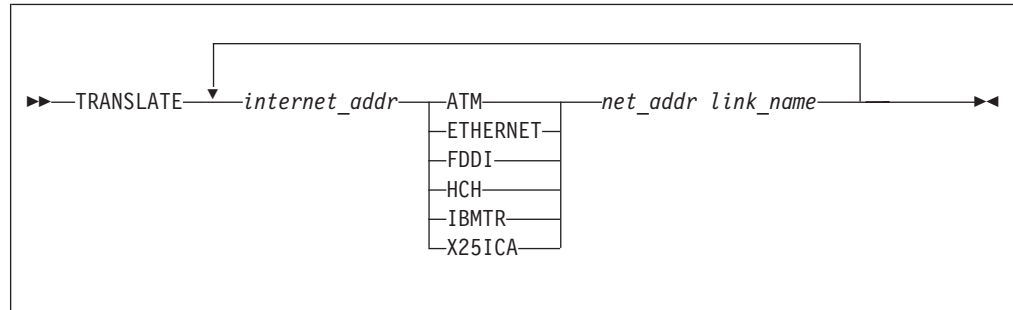 TRANSLATE internet_addr ATM net_addr link_name
ETHERNET
FDDI
HCH
IBMTR
X25ICA